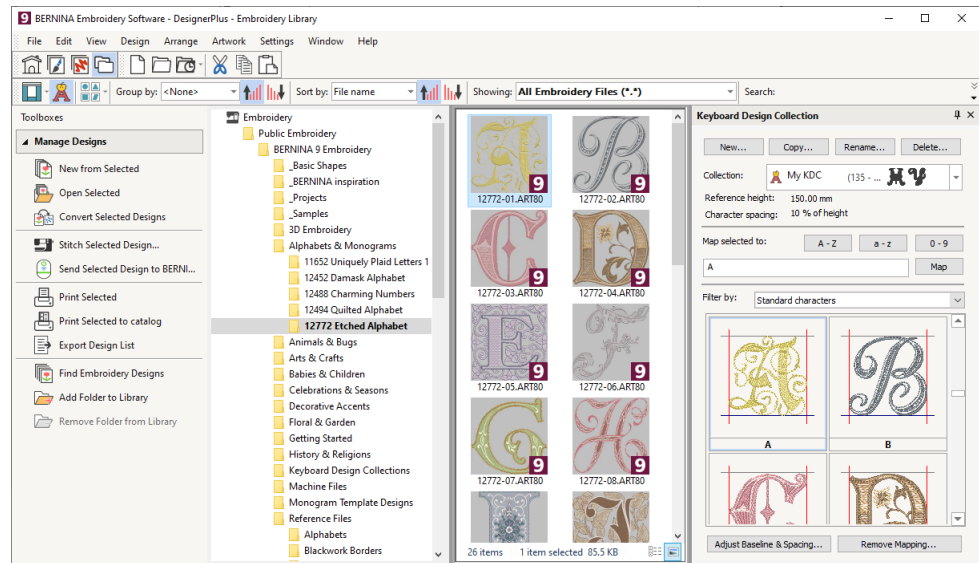 9 BERNINA Embroidery Software - DesignerPlus - Embroidery Library
File Edit View Design Arrange Artwork Settings Window Help
Group by: <None> Sort by: File name Showing: All Embroidery Files (*.*) Search:
Toolboxes
Manage Designs
New from Selected
Open Selected
Convert Selected Designs
Stitch Selected Design...
Send Selected Design to BERNI...
Print Selected
Print Selected to catalog
Export Design List
Find Embroidery Designs
Add Folder to Library
Remove Folder from Library
Embroidery
Public Embroidery
BERNINA 9 Embroidery
_Basic Shapes
_BERNINA inspiration
_Projects
_Samples
3D Embroidery
Alphabets & Monograms
11652 Uniquely Plaid Letters 1
12452 Damask Alphabet
12488 Charming Numbers
12494 Quilted Alphabet
12772 Etched Alphabet
Animals & Bugs
Arts & Crafts
Babies & Children
Celebrations & Seasons
Decorative Accents
Floral & Garden
Getting Started
History & Religions
Keyboard Design Collections
Machine Files
Monogram Template Designs
Reference Files
Alphabets
Blackwork Borders
A 9 B 9
12772-01.ART80 12772-02.ART80
C 9 D 9
12772-03.ART80 12772-04.ART80
E 9 F 9
12772-05.ART80 12772-06.ART80
G 9 H 9
12772-07.ART80 12772-08.ART80
I J
26 items 1 item selected 85.5 KB
Keyboard Design Collection
New... Copy... Rename... Delete...
Collection: My KDC (135 - ... H Y
Reference height: 150.00 mm
Character spacing: 10 % of height
Map selected to: A - Z a - z 0 - 9
A Map
Filter by: Standard characters
A B
A B
C D
Adjust Baseline & Spacing... Remove Mapping...